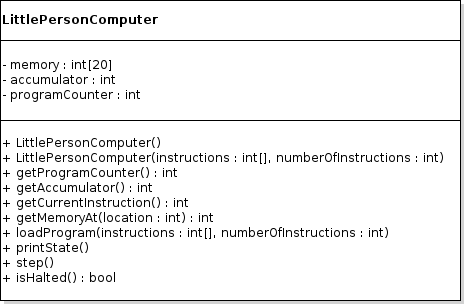 LittlePersonComputer
- memory : int[20]
- accumulator : int
- programCounter : int
+ LittlePersonComputer()
+ LittlePersonComputer(instructions : int[], numberOfInstructions : int)
+ getProgramCounter() : int
+ getAccumulator() : int
+ getCurrentInstruction() : int
+ getMemoryAt(location : int) : int
+ loadProgram(instructions : int[], numberOfInstructions : int)
+ printState()
+ step()
+ isHalted() : bool